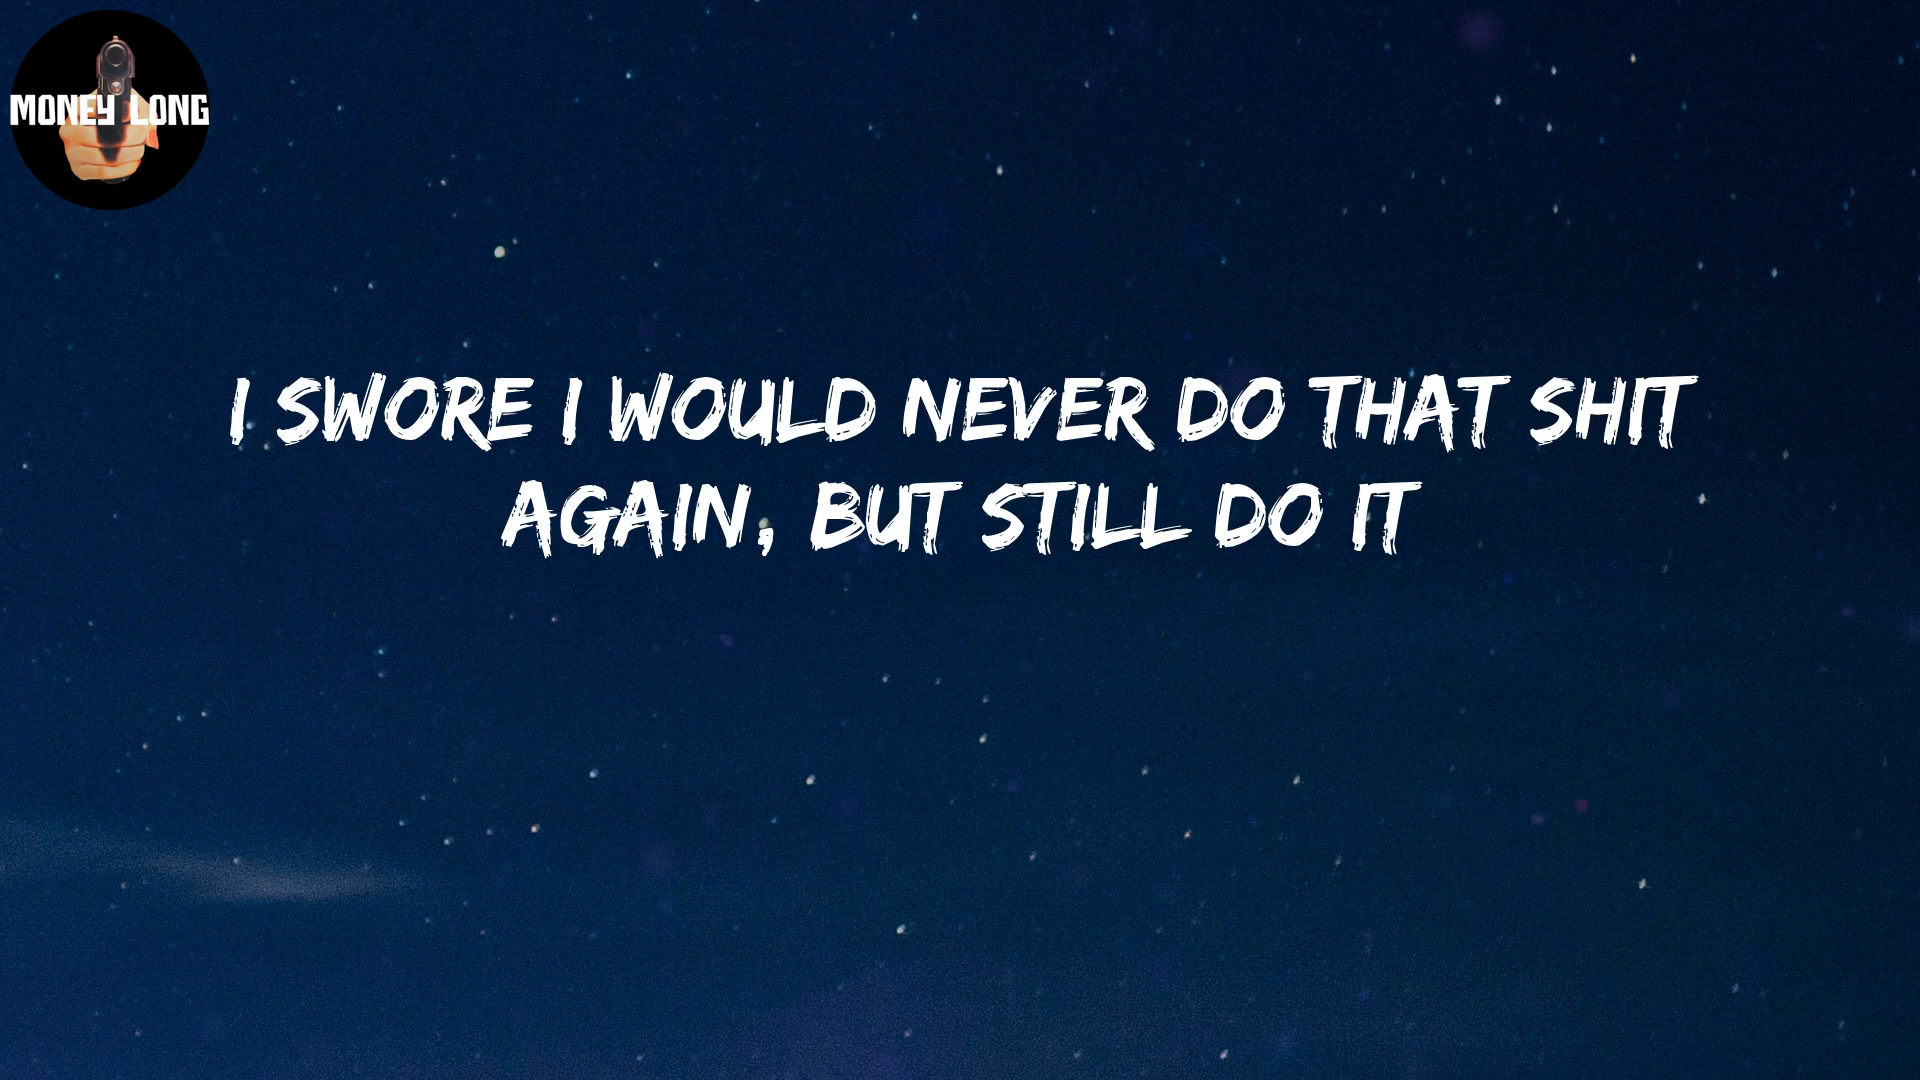 MONEY LONG
I SWORE I WOULD NEVER DO THAT SHIT
AGAIN, BUT STILL DO IT